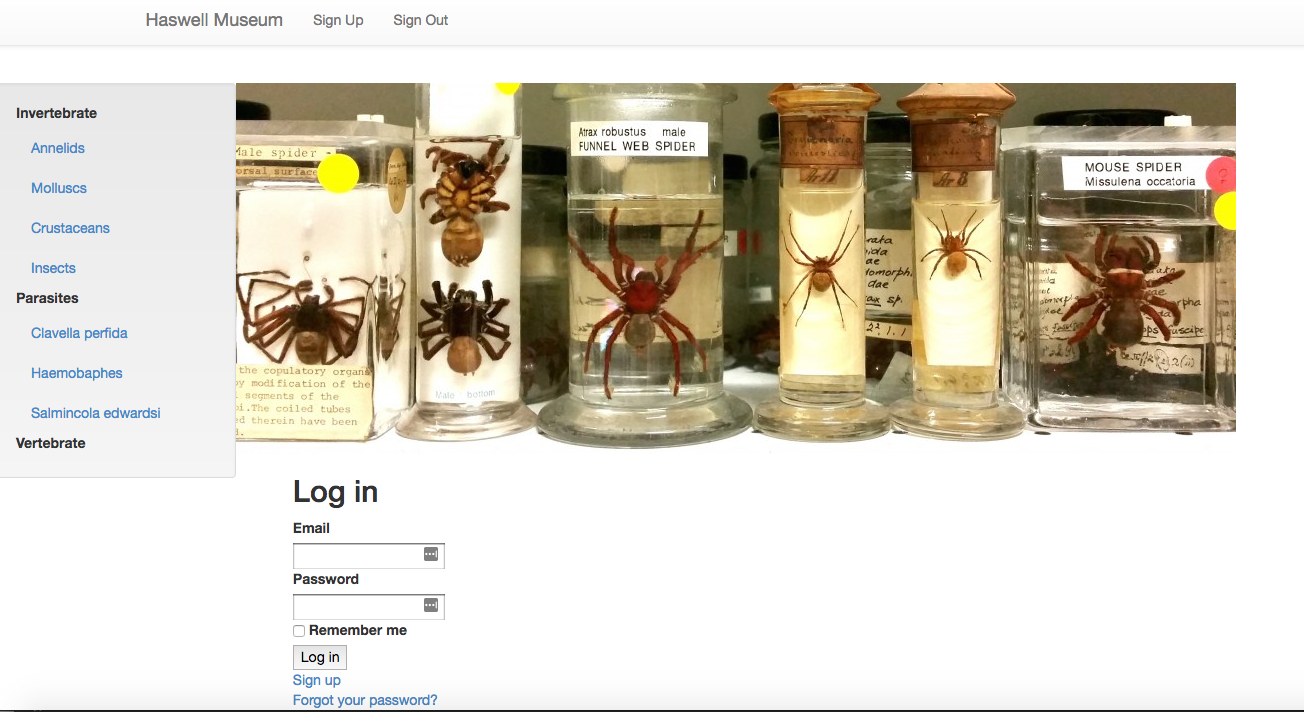 Haswell Museum Sign Up Sign Out
Invertebrate
Annelids
Molluscs
Crustaceans
Insects
Parasites
Clavella perfida
Haemobaphes
Salmincola edwardsi
Vertebrate
Male spider -
dorsal surface
the copulatory organs
by modification of the
segments of the
.The coiled tubes
therein have been
Male bottom
Atrax robustus male
FUNNEL WEB SPIDER
MOUSE SPIDER
Missulena occatoria
?
Log in
Email
Password
Remember me
Log in
Sign up
Forgot your password?